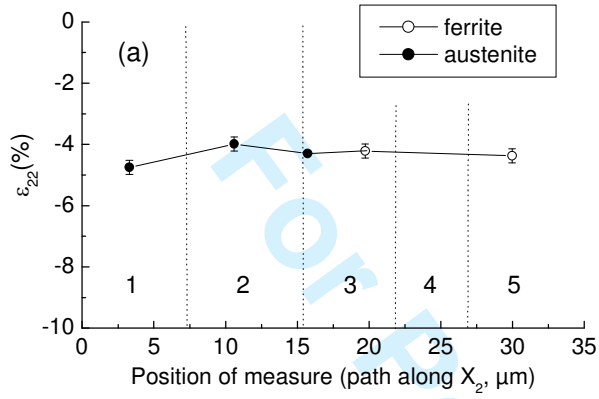 0
ferrite
(a)
austenite
-2
-4
ε22(%)
-6
-8
1 2 3 4 5
-10
0 5 10 15 20 25 30 35
Position of measure (path along X2, µm)
For P